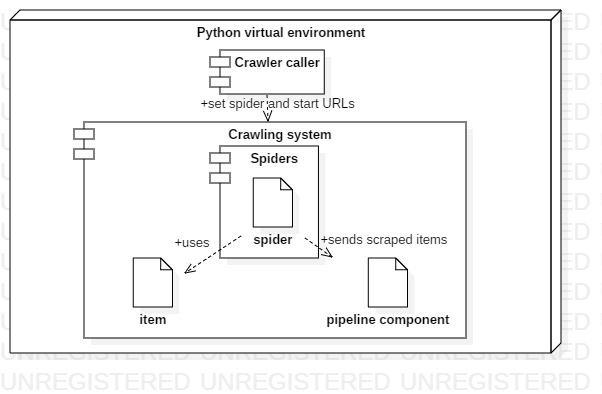 Python virtual environment
Crawler caller
+set spider and start URLs
Crawling system
Spiders
spider
+uses
+sends scraped items
item
pipeline component
UNREGISTERED UNREGISTERED UNREGISTERED